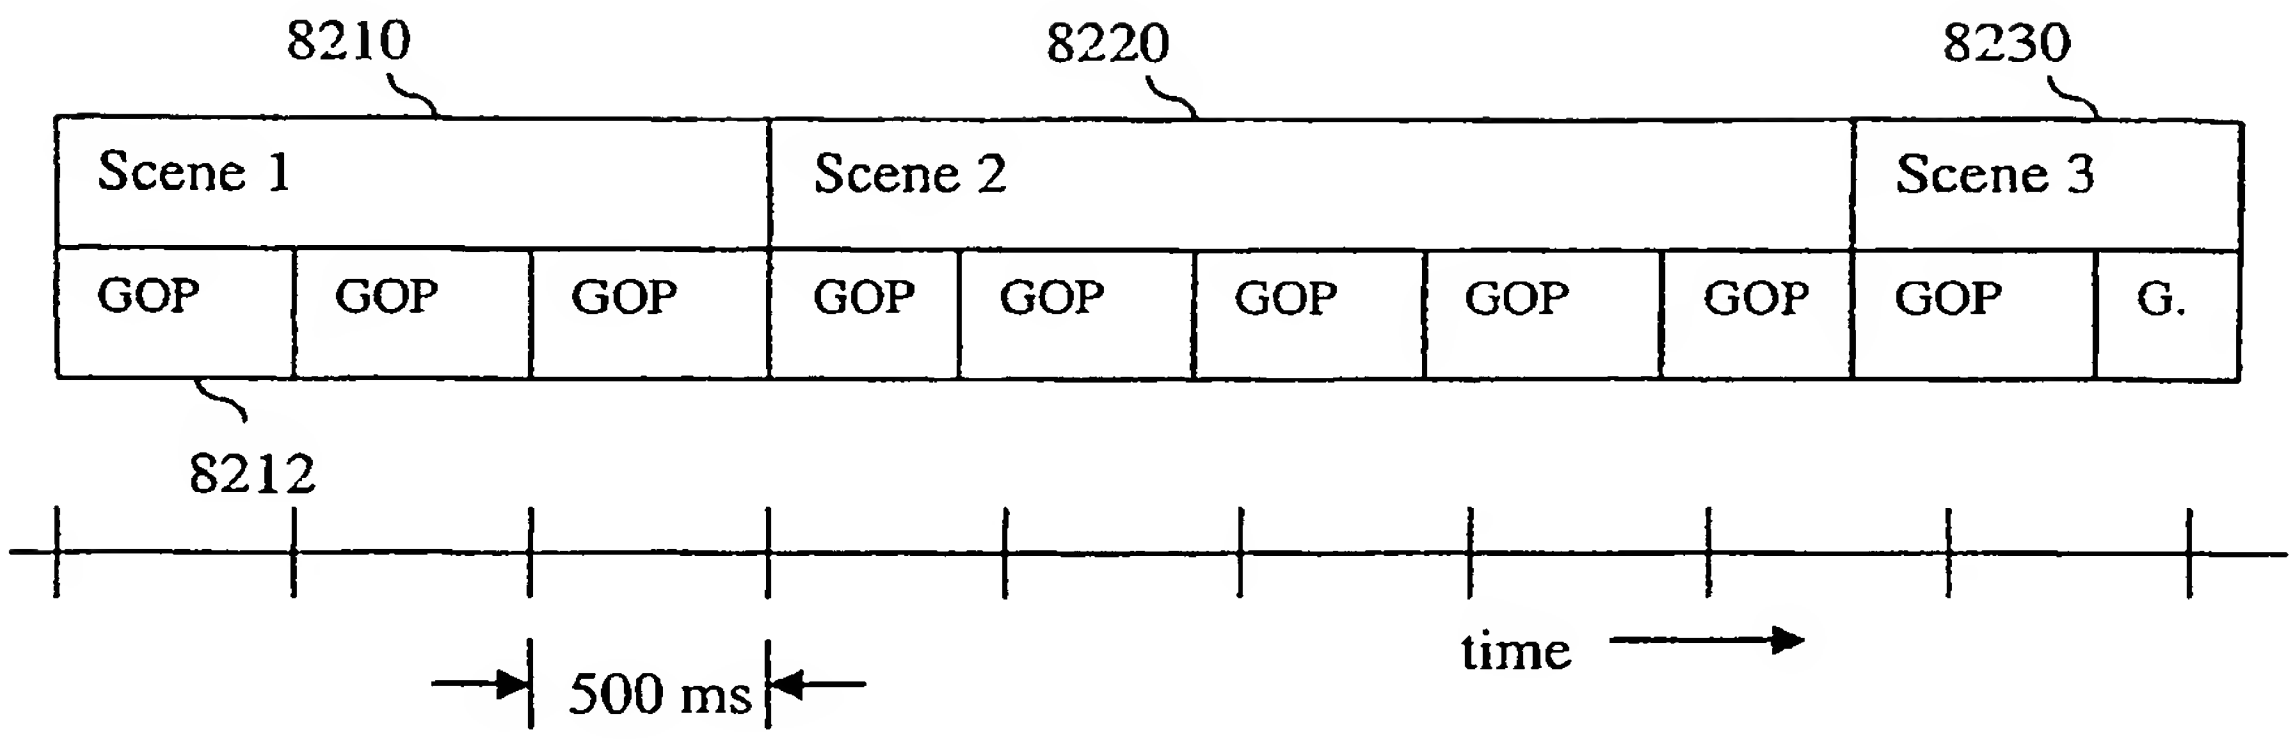 8210 8220 8230
Scene 1 Scene 2 Scene 3
GOP GOP GOP GOP GOP GOP GOP GOP GOP G.
8212
time
500 ms